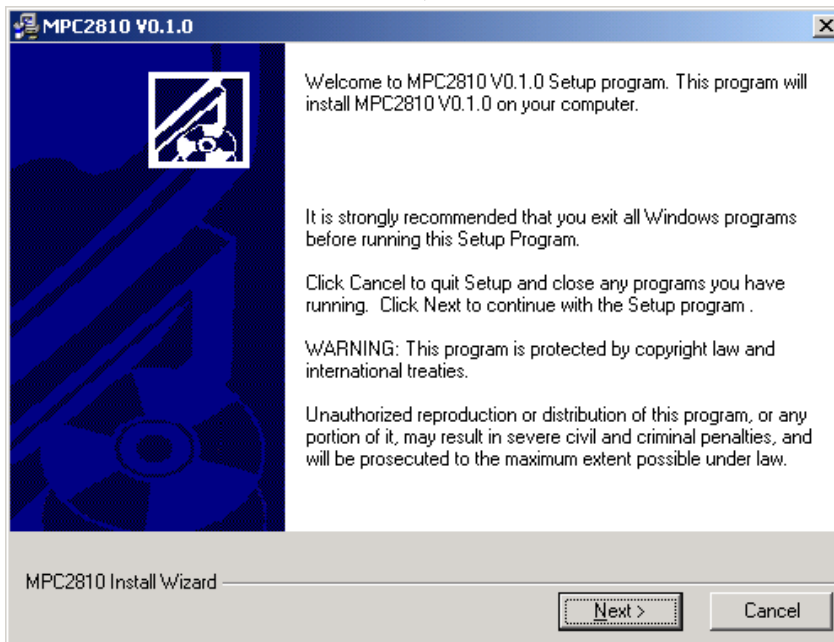 MPC2810 V0.1.0
Welcome to MPC2810 V0.1.0 Setup program. This program will
install MPC2810 V0.1.0 on your computer.
It is strongly recommended that you exit all Windows programs
before running this Setup Program.
Click Cancel to quit Setup and close any programs you have
running. Click Next to continue with the Setup program .
WARNING: This program is protected by copyright law and
international treaties.
Unauthorized reproduction or distribution of this program, or any
portion of it, may result in severe civil and criminal penalties, and
will be prosecuted to the maximum extent possible under law.
MPC2810 Install Wizard
Next >
Cancel